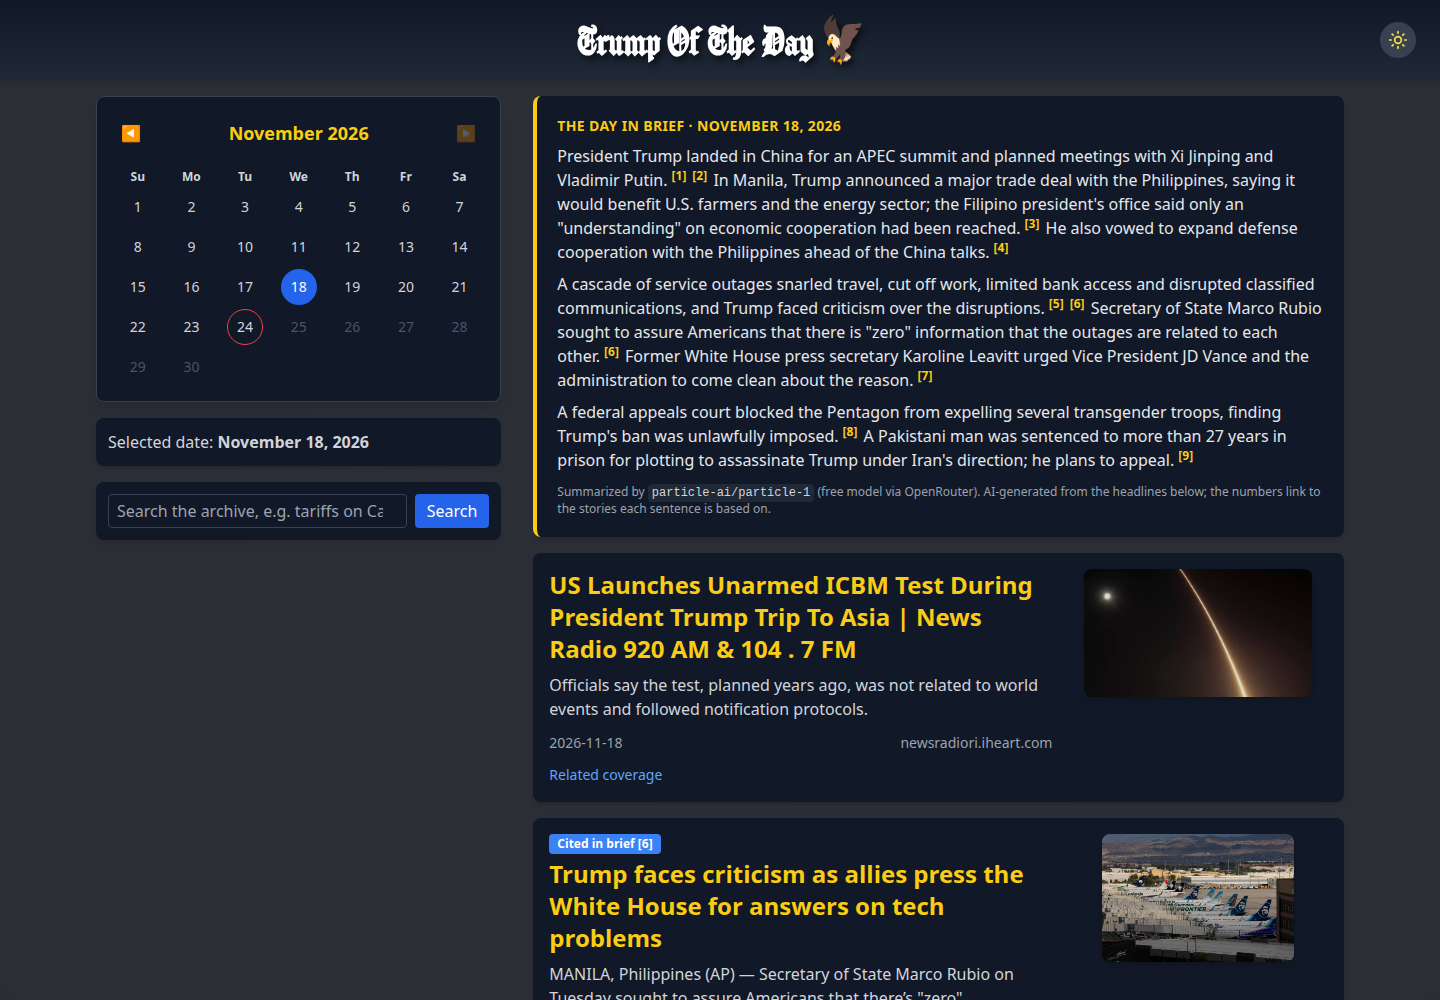 Trump Of The Day
November 2026
Su Mo Tu We Th Fr Sa
1 2 3 4 5 6 7
8 9 10 11 12 13 14
15 16 17 18 19 20 21
22 23 24 25 26 27 28
29 30
Selected date: November 18, 2026
Search the archive, e.g. tariffs on Ca
Search
THE DAY IN BRIEF · NOVEMBER 18, 2026
President Trump landed in China for an APEC summit and planned meetings with Xi Jinping and
Vladimir Putin. [1] [2] In Manila, Trump announced a major trade deal with the Philippines, saying it
would benefit U.S. farmers and the energy sector; the Filipino president's office said only an
"understanding" on economic cooperation had been reached. [3] He also vowed to expand defense
cooperation with the Philippines ahead of the China talks. [4]
A cascade of service outages snarled travel, cut off work, limited bank access and disrupted classified
communications, and Trump faced criticism over the disruptions. [5] [6] Secretary of State Marco Rubio
sought to assure Americans that there is "zero" information that the outages are related to each
other. [6] Former White House press secretary Karoline Leavitt urged Vice President JD Vance and the
administration to come clean about the reason. [7]
A federal appeals court blocked the Pentagon from expelling several transgender troops, finding
Trump's ban was unlawfully imposed. [8] A Pakistani man was sentenced to more than 27 years in
prison for plotting to assassinate Trump under Iran's direction; he plans to appeal. [9]
Summarized by particle-ai/particle-1 (free model via OpenRouter). AI-generated from the headlines below; the numbers link to
the stories each sentence is based on.
US Launches Unarmed ICBM Test During
President Trump Trip To Asia | News
Radio 920 AM & 104 . 7 FM
Officials say the test, planned years ago, was not related to world
events and followed notification protocols.
2026-11-18 newsradiori.iheart.com
Related coverage
Cited in brief [6]
Trump faces criticism as allies press the
White House for answers on tech
problems
MANILA, Philippines (AP) — Secretary of State Marco Rubio on
Tuesday sought to assure Americans that there's "zero"